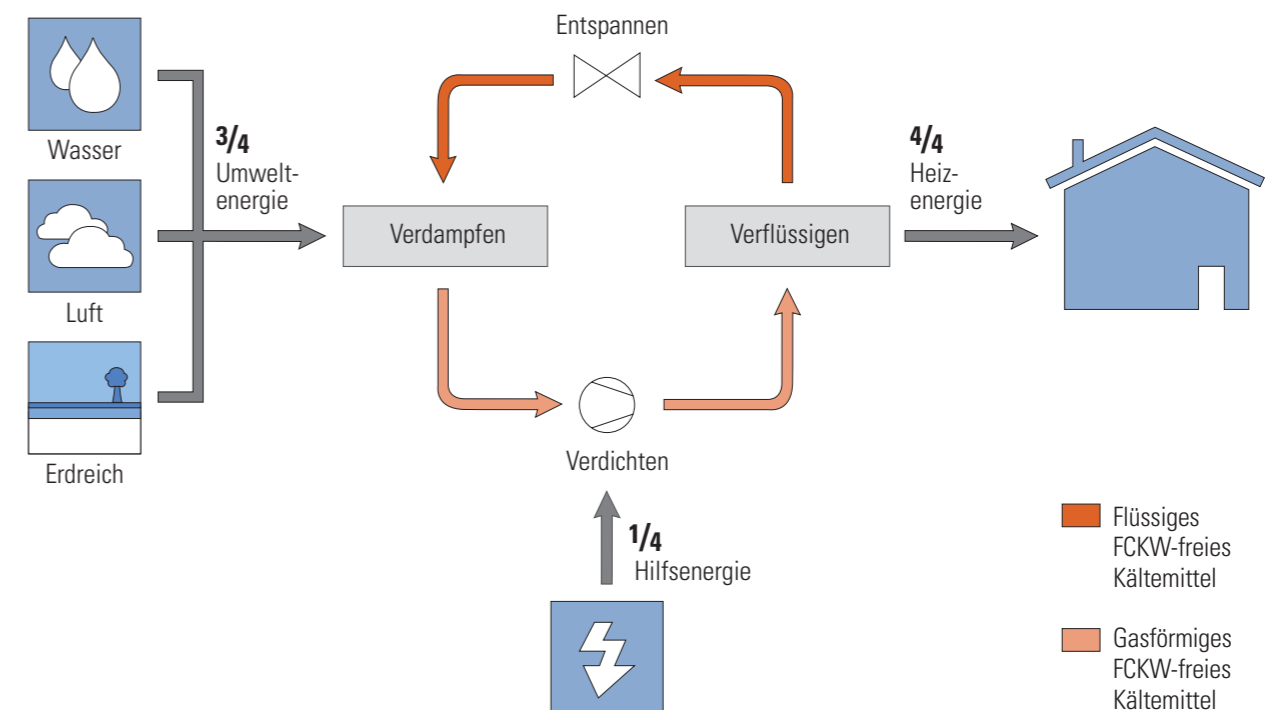 Entspannen
Wasser
3/4
Umwelt-
energie
4/4
Heiz-
energie
Verdampfen
Verflüssigen
Luft
Erdreich
Verdichten
1/4
Hilfsenergie
Flüssiges
FCKW-freies
Kältemittel
Gasförmiges
FCKW-freies
Kältemittel